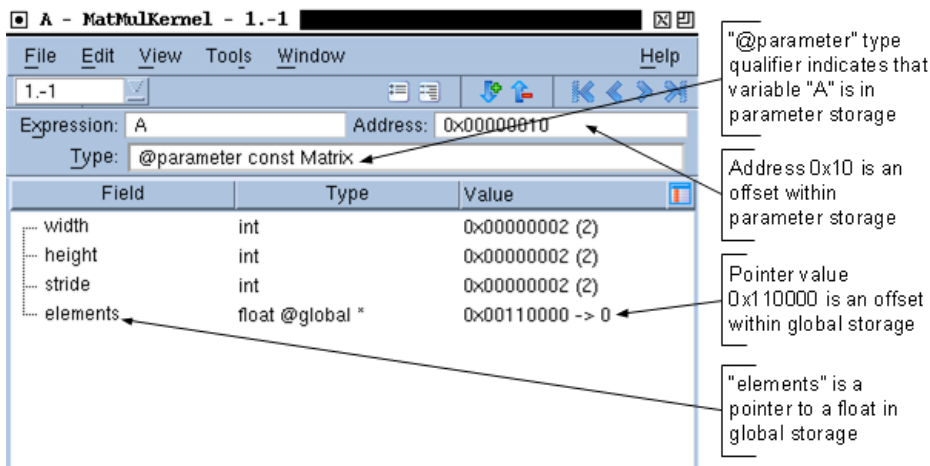 A - MatMulKernel - 1.-1
File Edit View Tools Window Help
1.-1
Expression: A Address: 0x00000010
Type: @parameter const Matrix
Field Type Value
width int 0x00000002 (2)
height int 0x00000002 (2)
stride int 0x00000002 (2)
elements float @global * 0x00110000 -> 0
"@parameter" type
qualifier indicates that
variable "A" is in
parameter storage
Address 0x10 is an
offset within
parameter storage
Pointer value
0x110000 is an offset
within global storage
"elements" is a
pointer to a float in
global storage